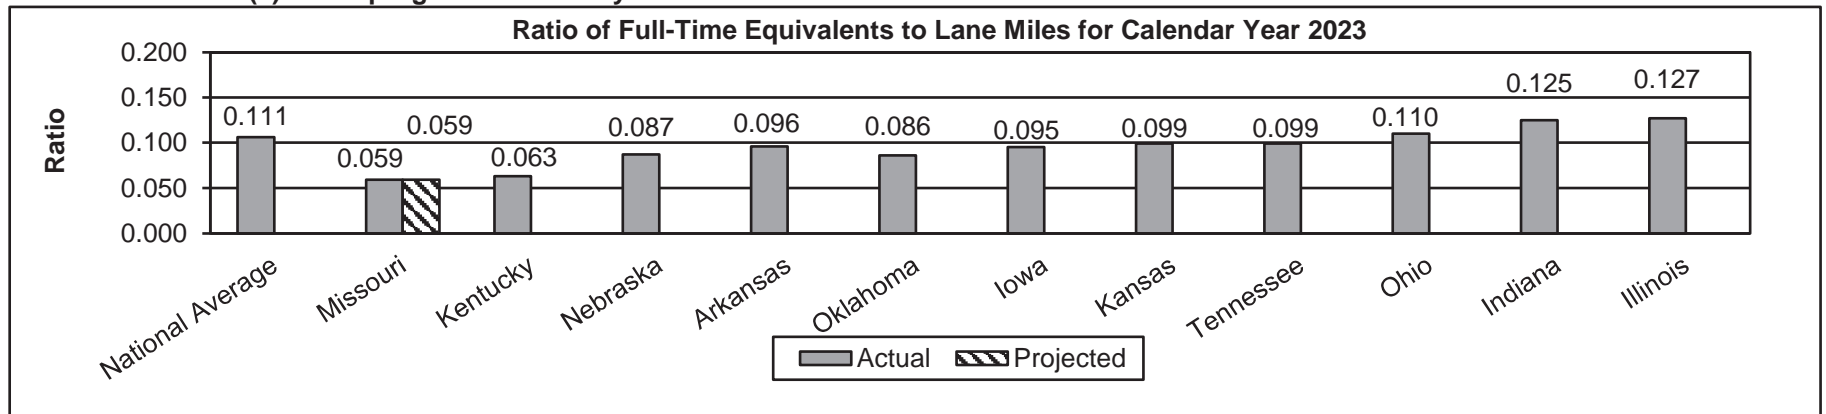 Ratio of Full-Time Equivalents to Lane Miles for Calendar Year 2023
Ratio
0.200
0.150
0.100
0.050
0.000
0.111
0.059
0.059
0.063
0.087
0.096
0.086
0.095
0.099
0.099
0.110
0.125
0.127
National Average
Missouri
Kentucky
Nebraska
Arkansas
Oklahoma
Iowa
Kansas
Tennessee
Ohio
Indiana
Illinois
Actual
Projected